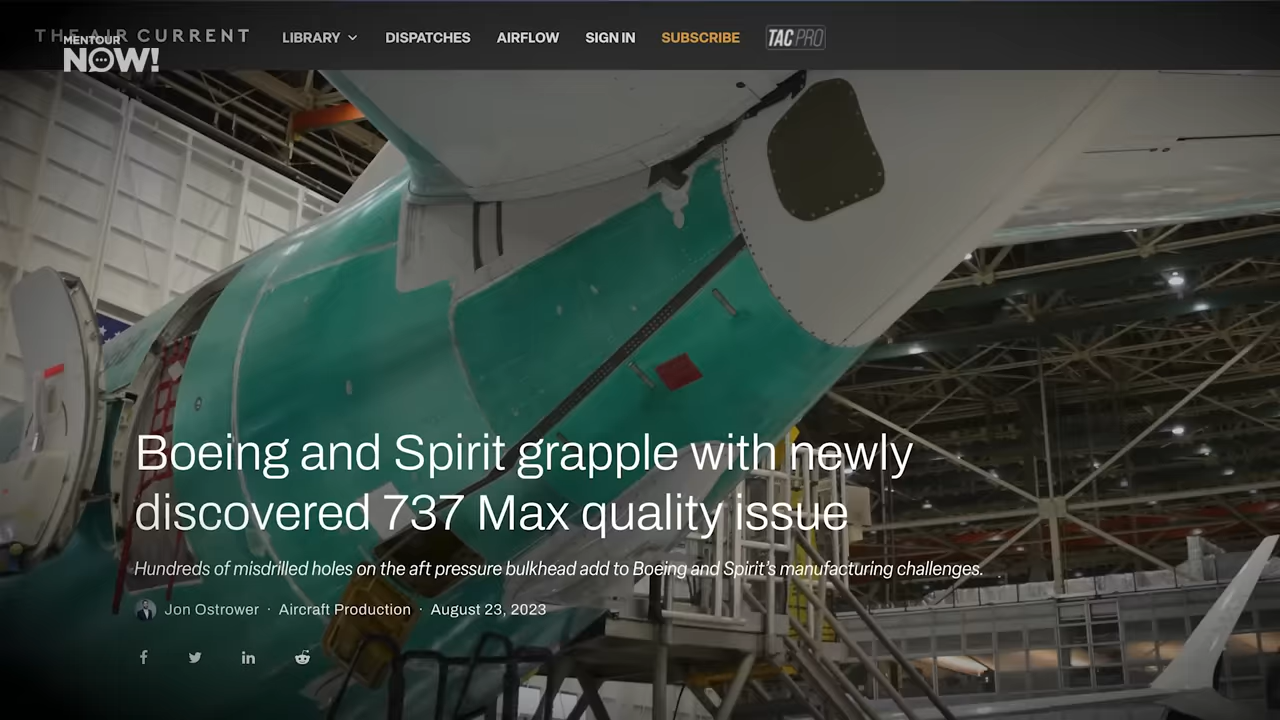 THE AIR CURRENT
MENTOUR
NOW!
LIBRARY
DISPATCHES
AIRFLOW
SIGN IN
SUBSCRIBE
TAC PRO
Boeing and Spirit grapple with newly
discovered 737 Max quality issue
Hundreds of misdrilled holes on the aft pressure bulkhead add to Boeing and Spirit's manufacturing challenges.
Jon Ostrower · Aircraft Production · August 23, 2023